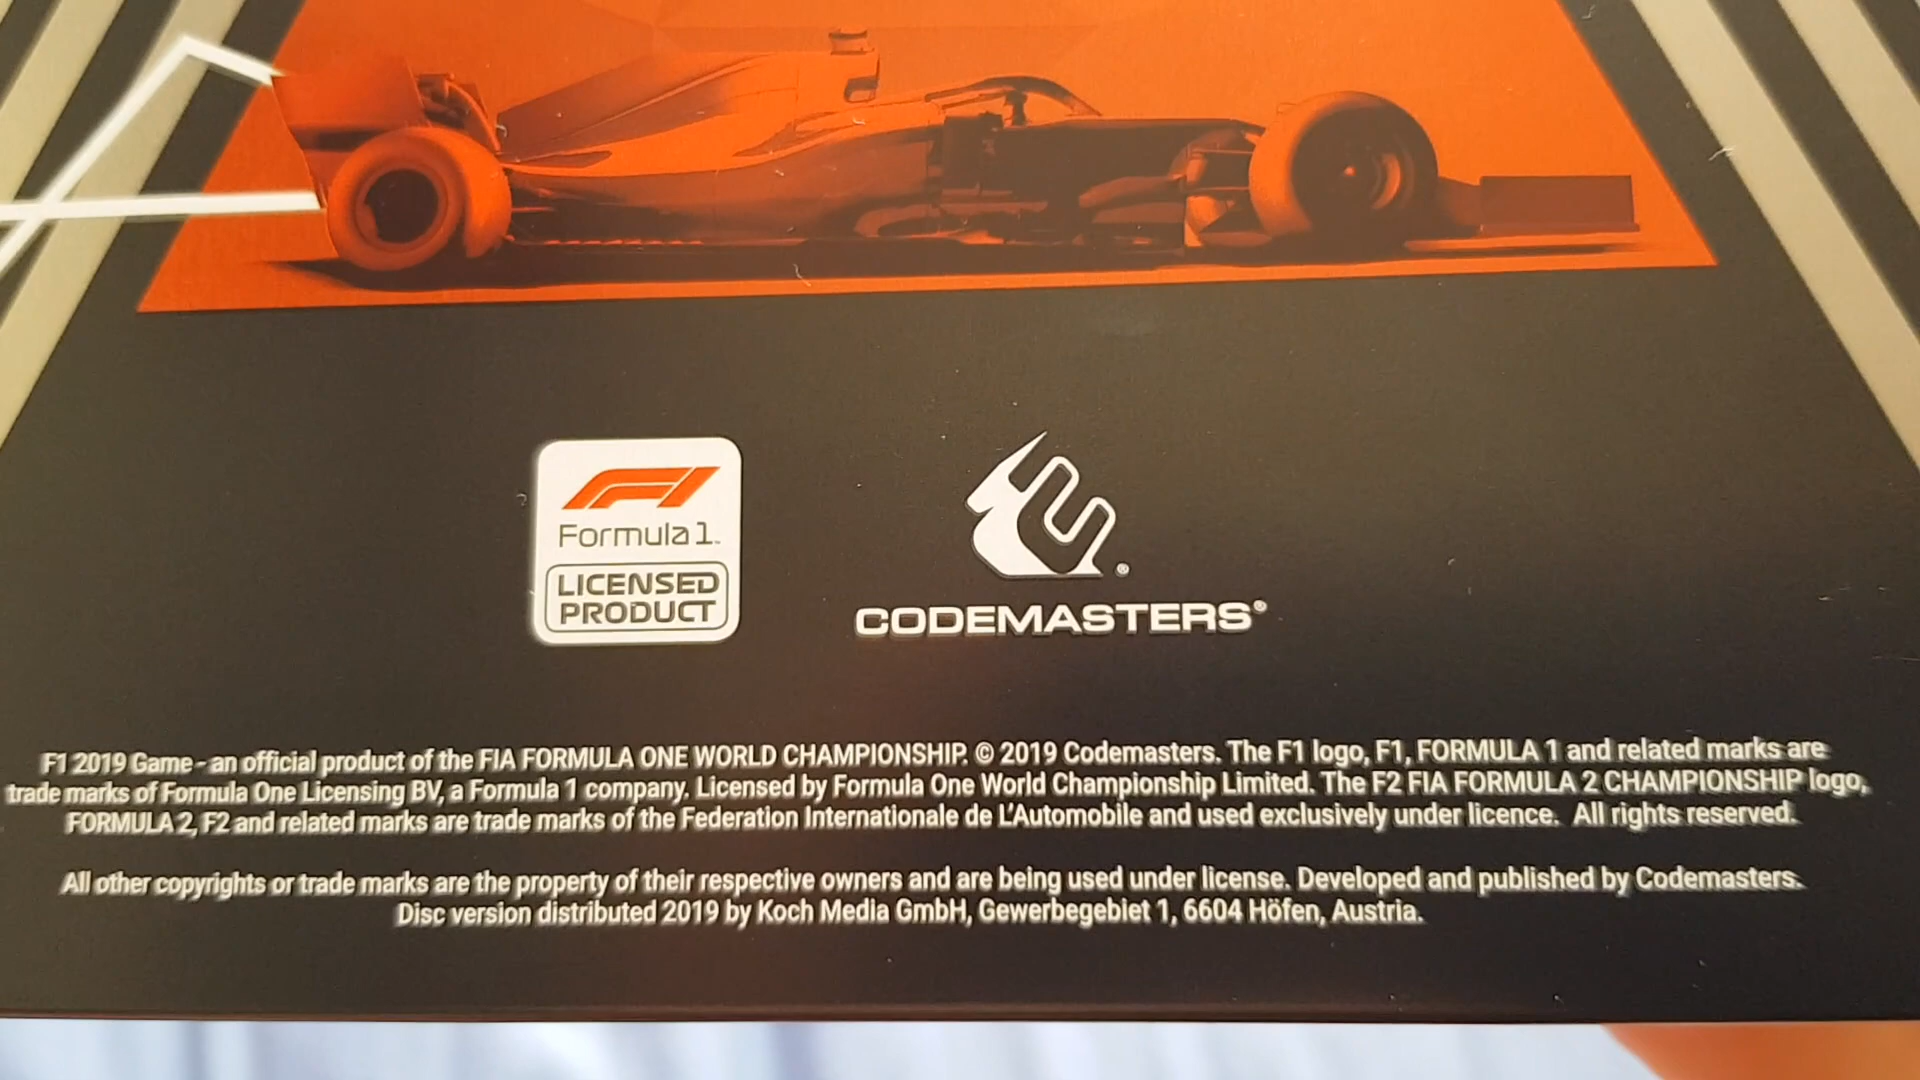 F1
Formula 1™
LICENSED
PRODUCT
®
CODEMASTERS®
F1 2019 Game - an official product of the FIA FORMULA ONE WORLD CHAMPIONSHIP. © 2019 Codemasters. The F1 logo, F1, FORMULA 1 and related marks are
trade marks of Formula One Licensing BV, a Formula 1 company. Licensed by Formula One World Championship Limited. The F2 FIA FORMULA 2 CHAMPIONSHIP logo,
FORMULA 2, F2 and related marks are trade marks of the Federation Internationale de L'Automobile and used exclusively under licence. All rights reserved.
All other copyrights or trade marks are the property of their respective owners and are being used under license. Developed and published by Codemasters.
Disc version distributed 2019 by Koch Media GmbH, Gewerbegebiet 1, 6604 Höfen, Austria.